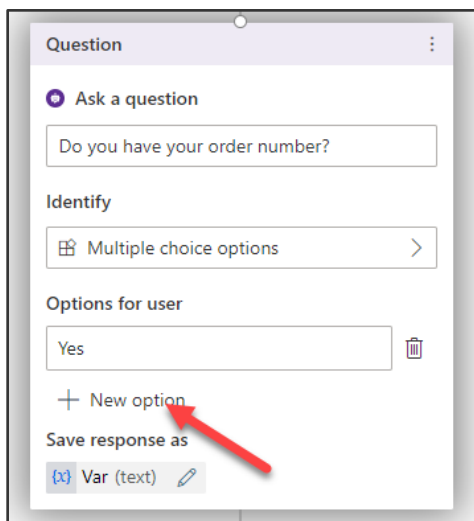 Question
Ask a question
Do you have your order number?
Identify
Multiple choice options
Options for user
Yes
New option
Save response as
{x} Var (text)